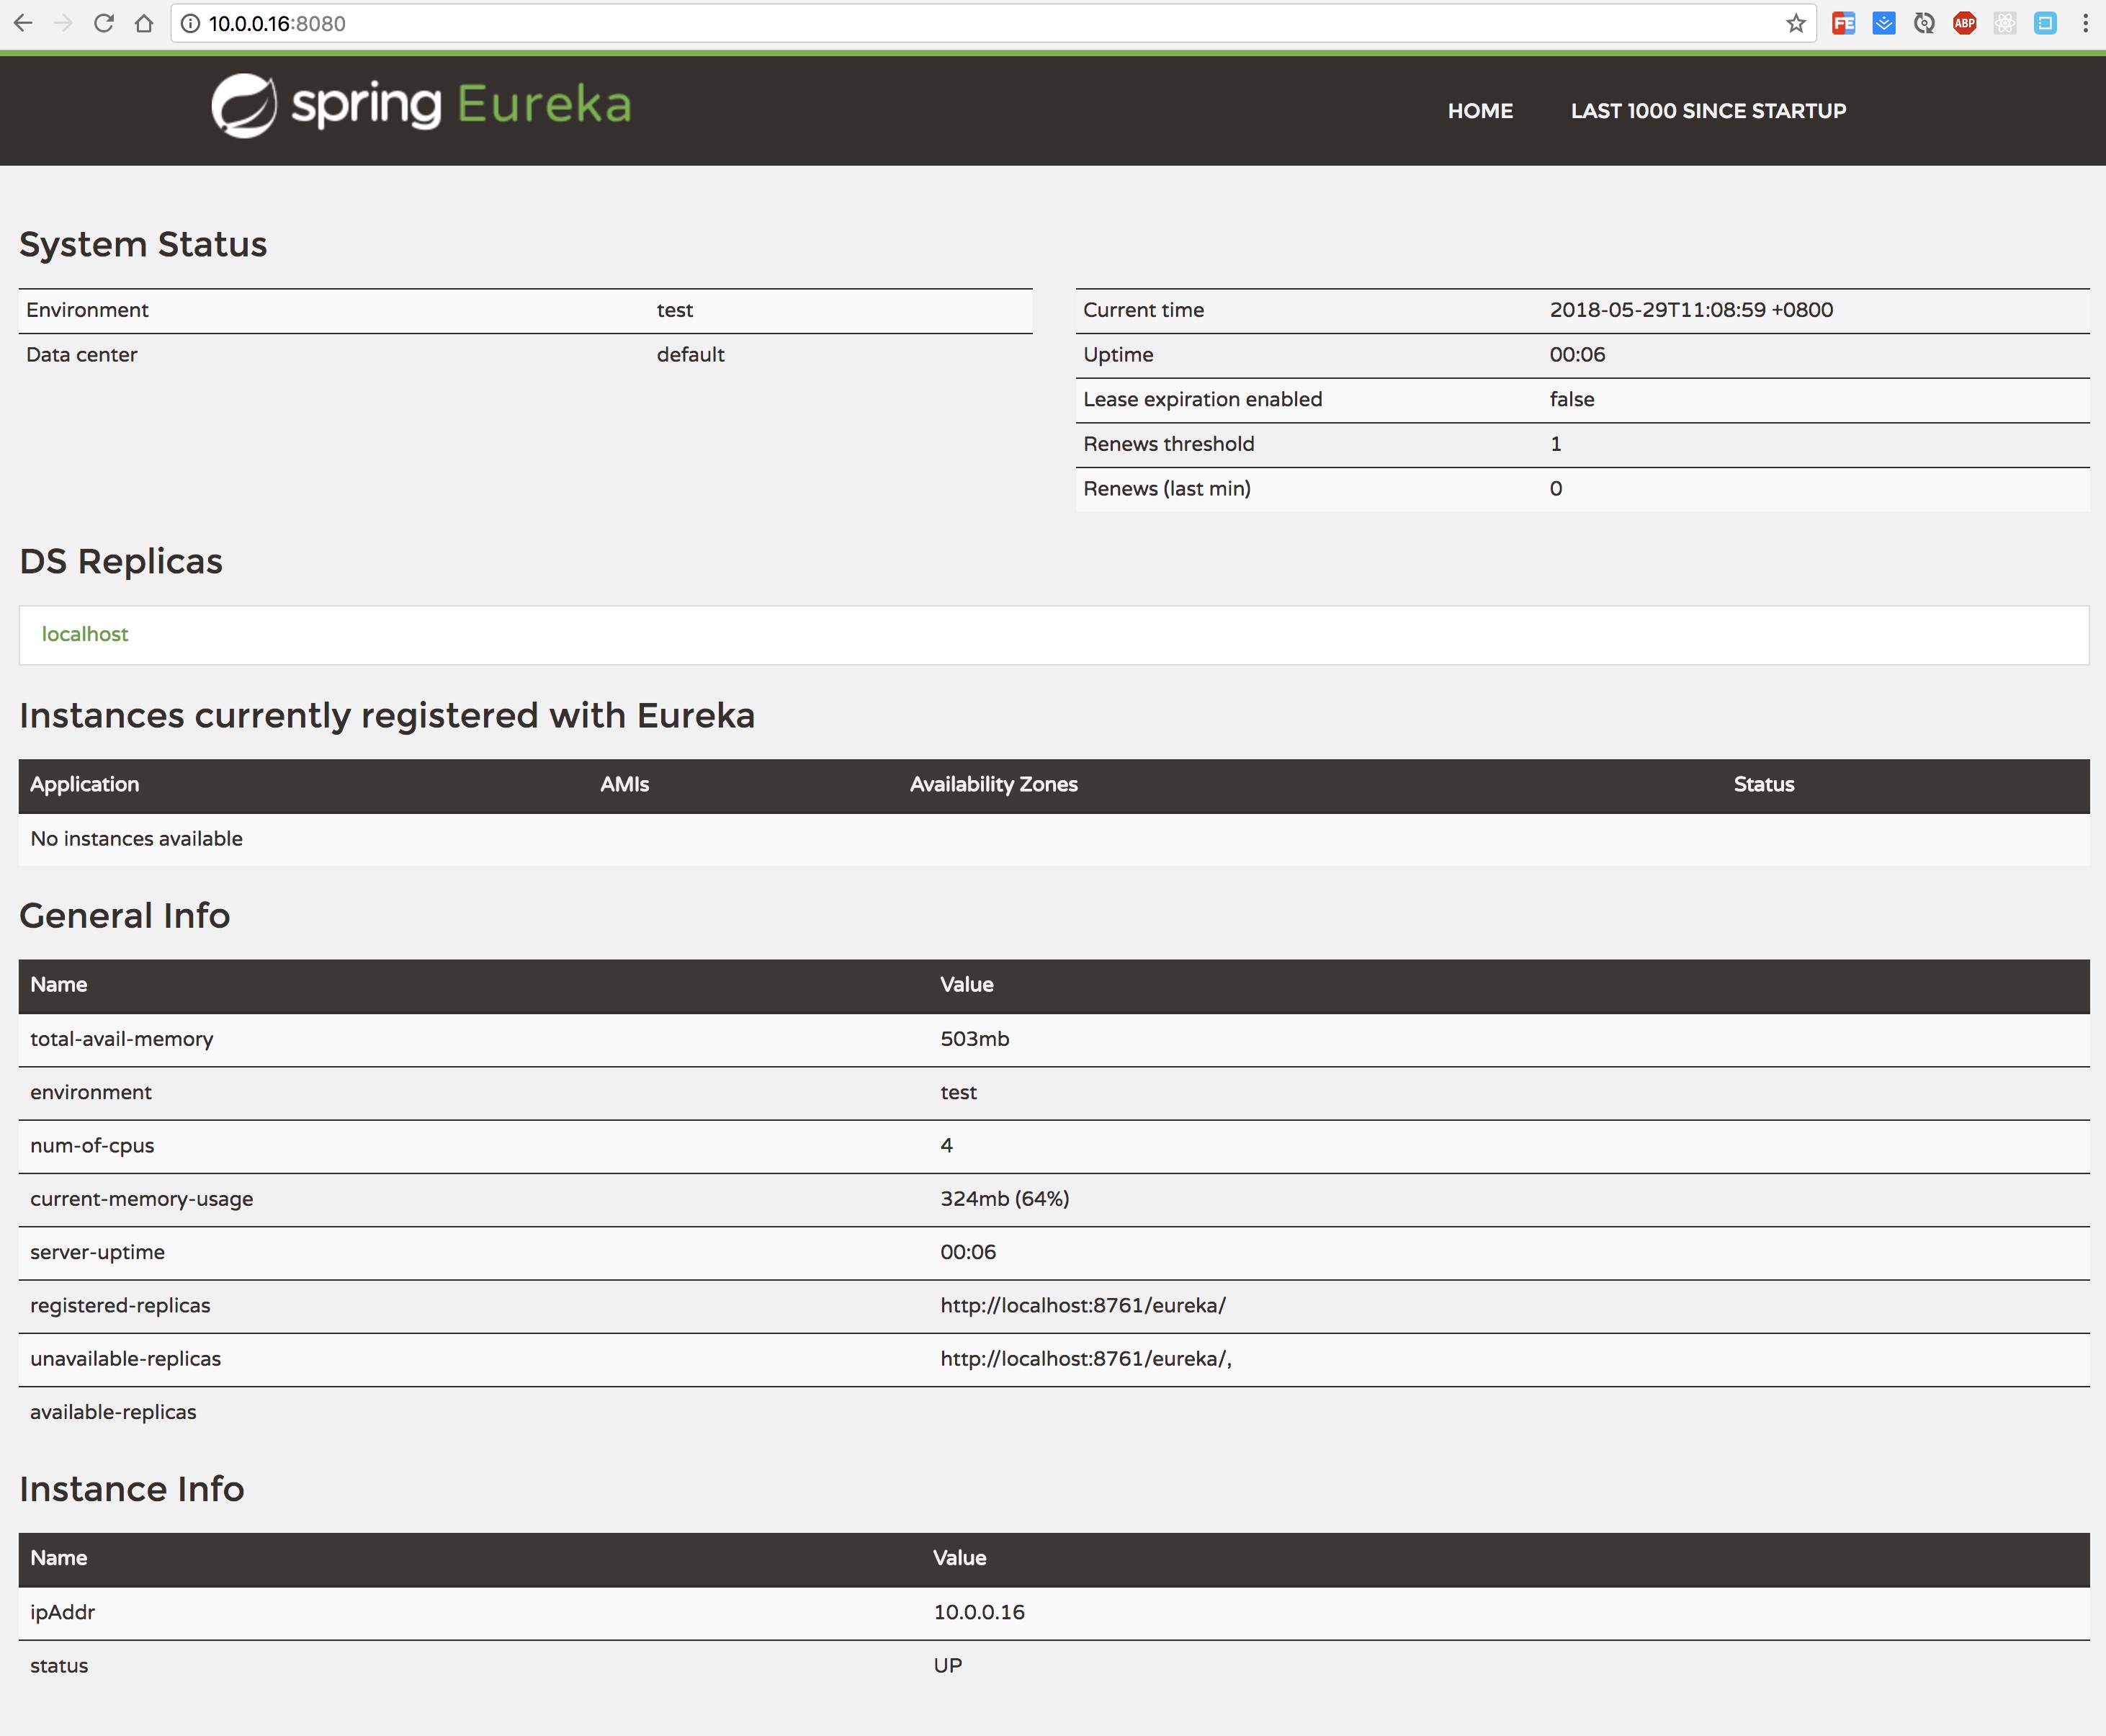 10.0.0.16:8080
FE
ABP
spring Eureka
HOME LAST 1000 SINCE STARTUP
System Status
Environment test
Data center default
Current time 2018-05-29T11:08:59 +0800
Uptime 00:06
Lease expiration enabled false
Renews threshold 1
Renews (last min) 0
DS Replicas
localhost
Instances currently registered with Eureka
Application AMIs Availability Zones Status
No instances available
General Info
Name Value
total-avail-memory 503mb
environment test
num-of-cpus 4
current-memory-usage 324mb (64%)
server-uptime 00:06
registered-replicas http://localhost:8761/eureka/
unavailable-replicas http://localhost:8761/eureka/,
available-replicas
Instance Info
Name Value
ipAddr 10.0.0.16
status UP